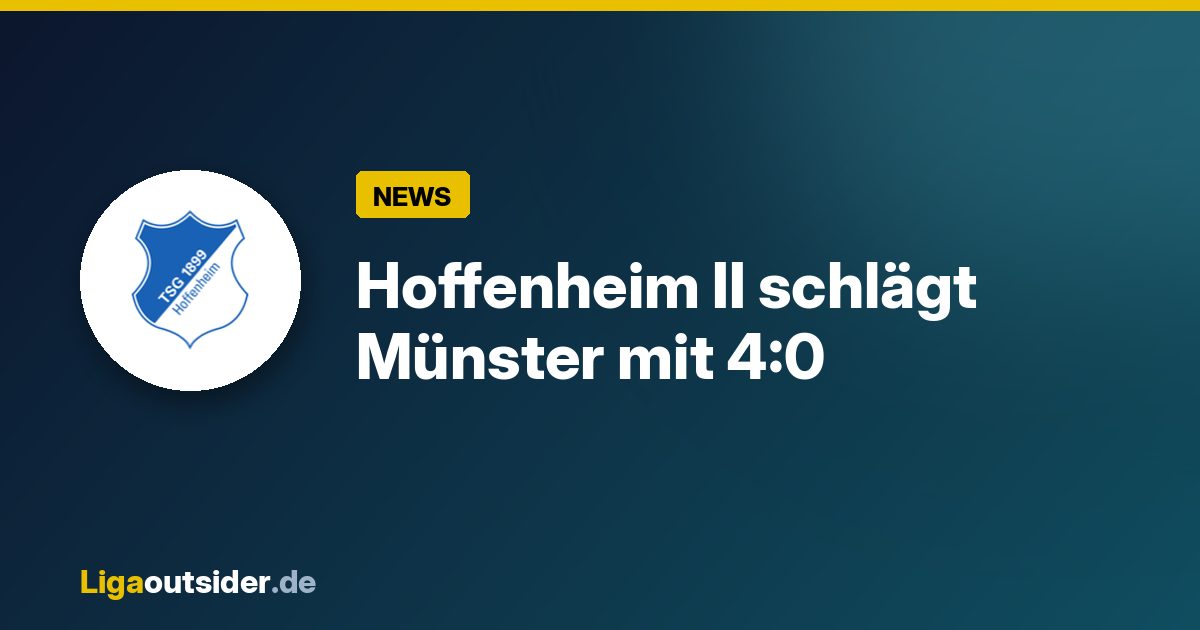 NEWS
TSG 1899
Hoffenheim
Hoffenheim II schlägt
Münster mit 4:0
Ligaoutsider.de